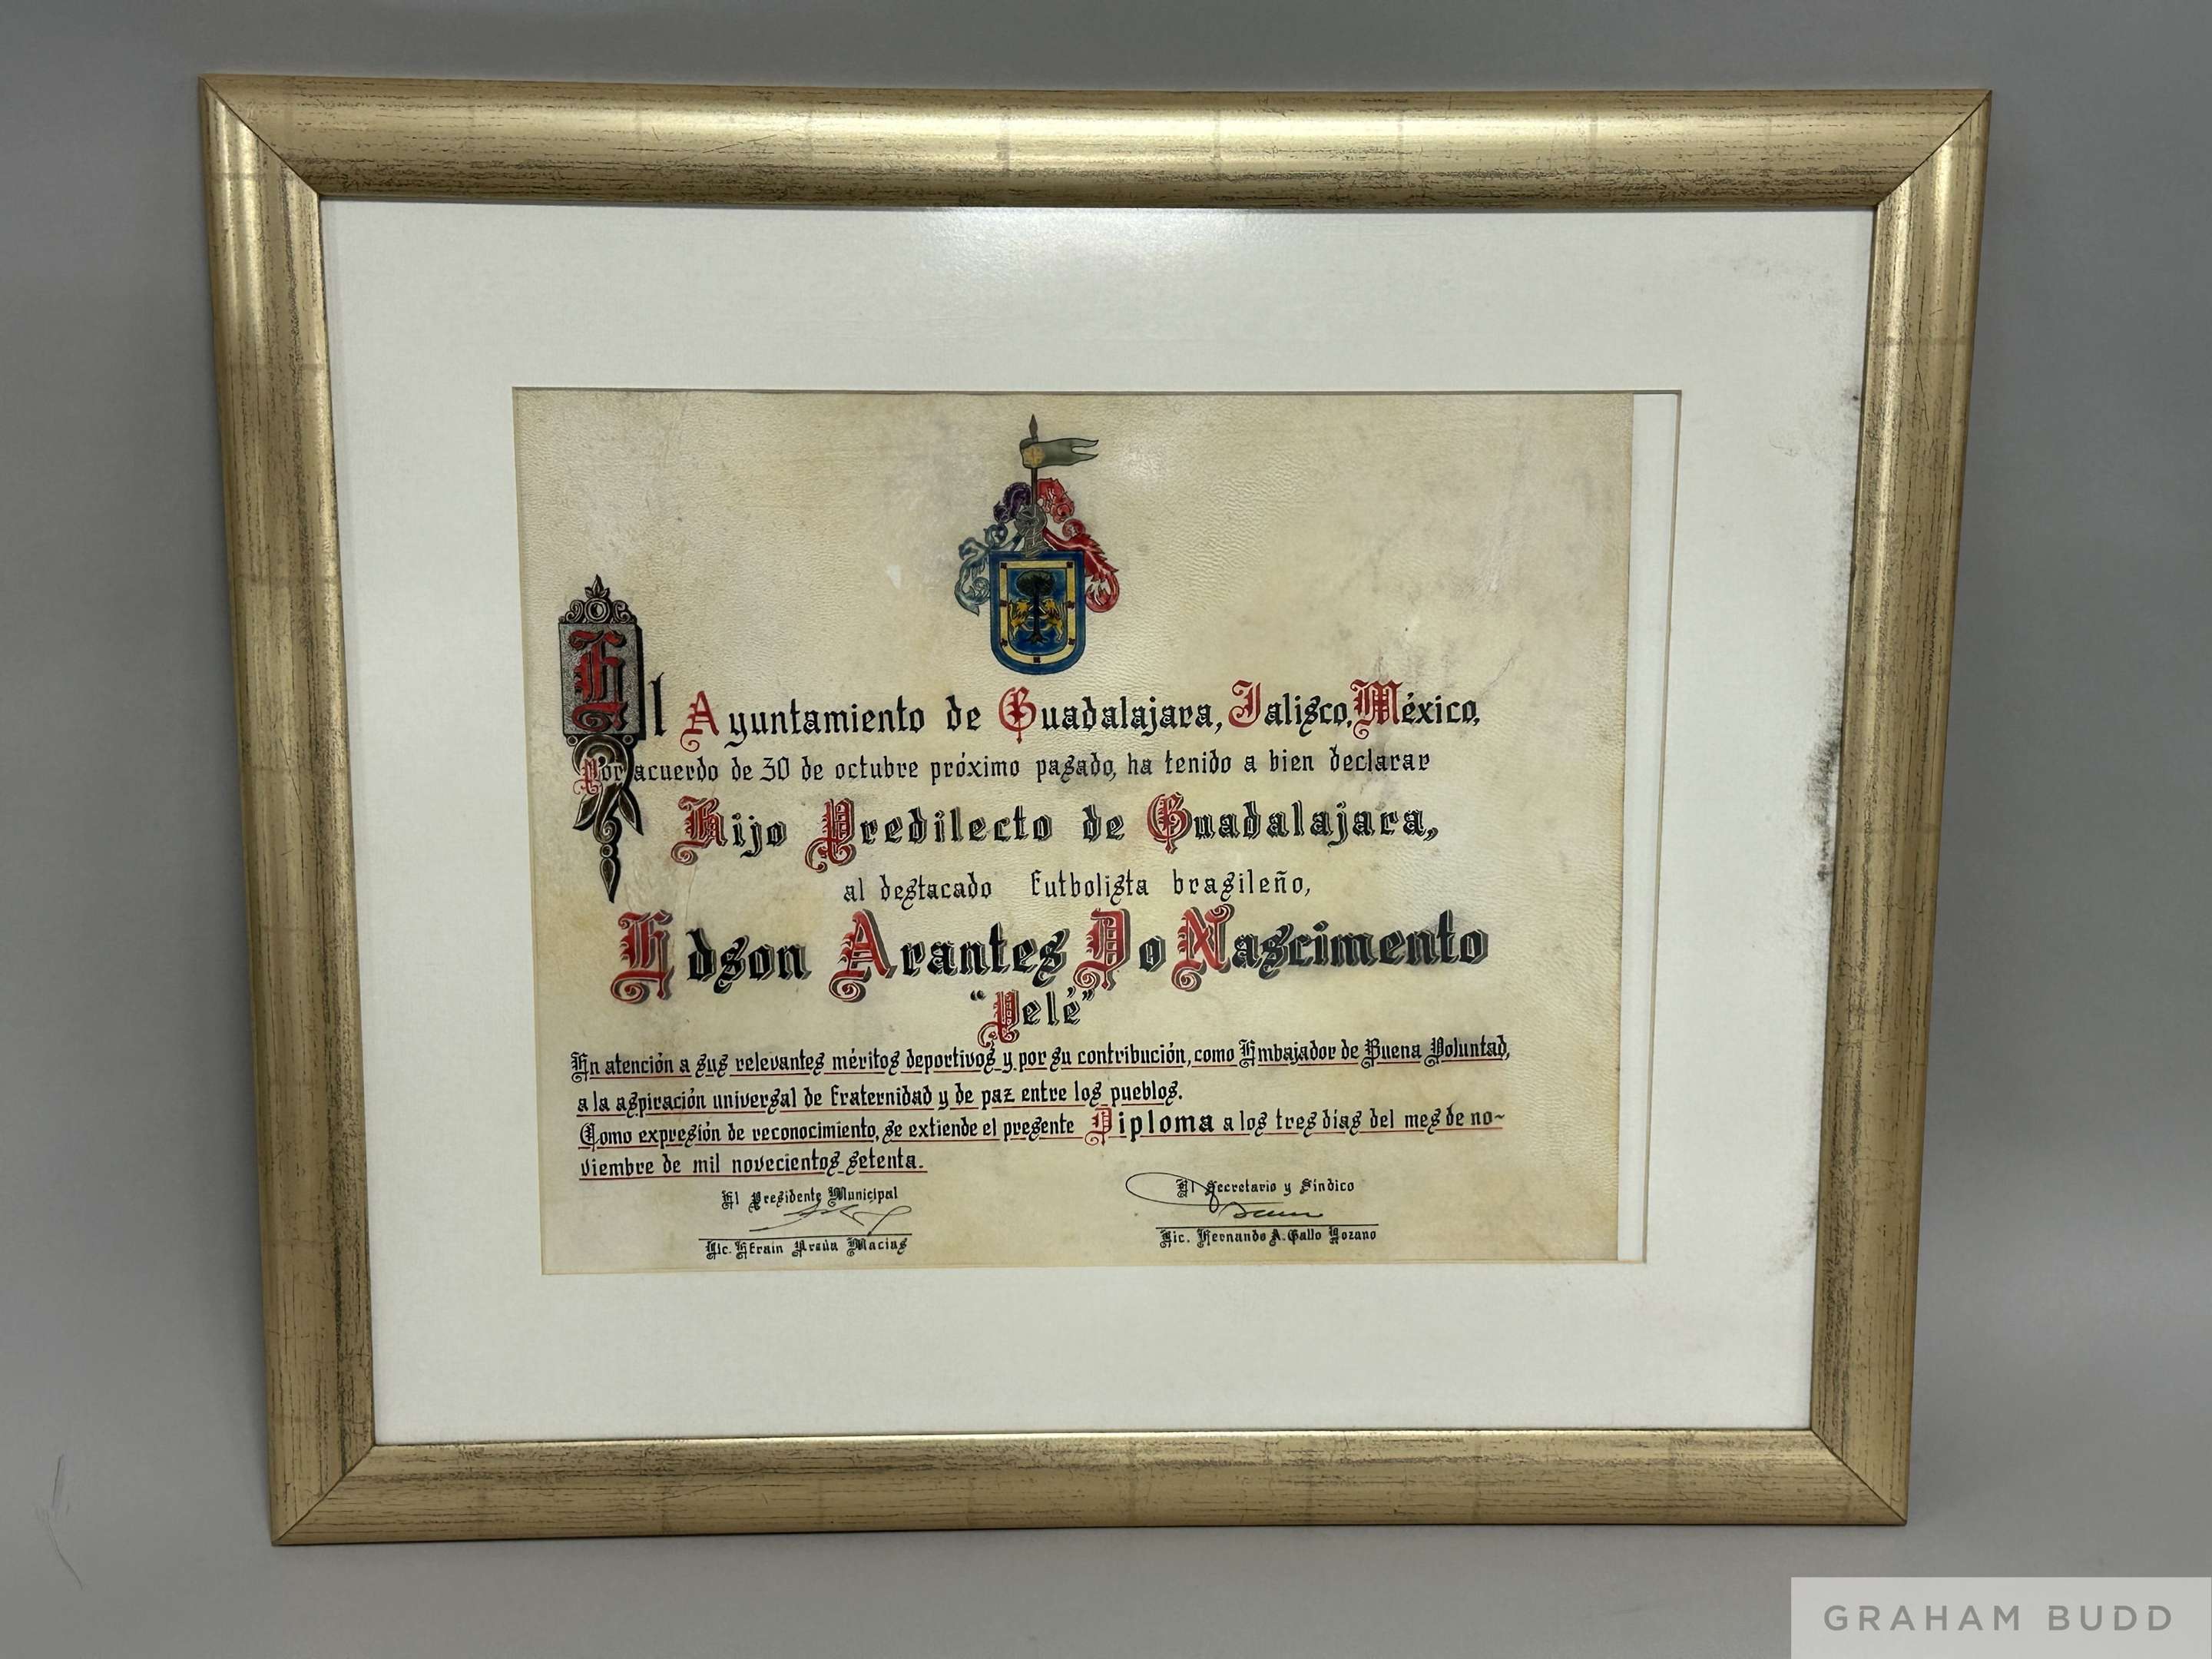 El Ayuntamiento de Guadalajara, Jalisco, México,
Por acuerdo de 30 de octubre próximo pasado, ha tenido a bien declarar
Hijo Predilecto de Guadalajara,
al destacado futbolista brasileño,
Edson Arantes Do Nascimento
"Pelé"
En atención a sus relevantes méritos deportivos y por su contribución, como Embajador de Buena Voluntad,
a la aspiración universal de fraternidad y de paz entre los pueblos.
Como expresión de reconocimiento, se extiende el presente Diploma a los tres días del mes de no-
viembre de mil novecientos setenta.
El Presidente Municipal
El Secretario y Síndico
Lic. Efraín Urzúa Macías
Lic. Hernando A. Gallo Lozano
GRAHAM BUDD